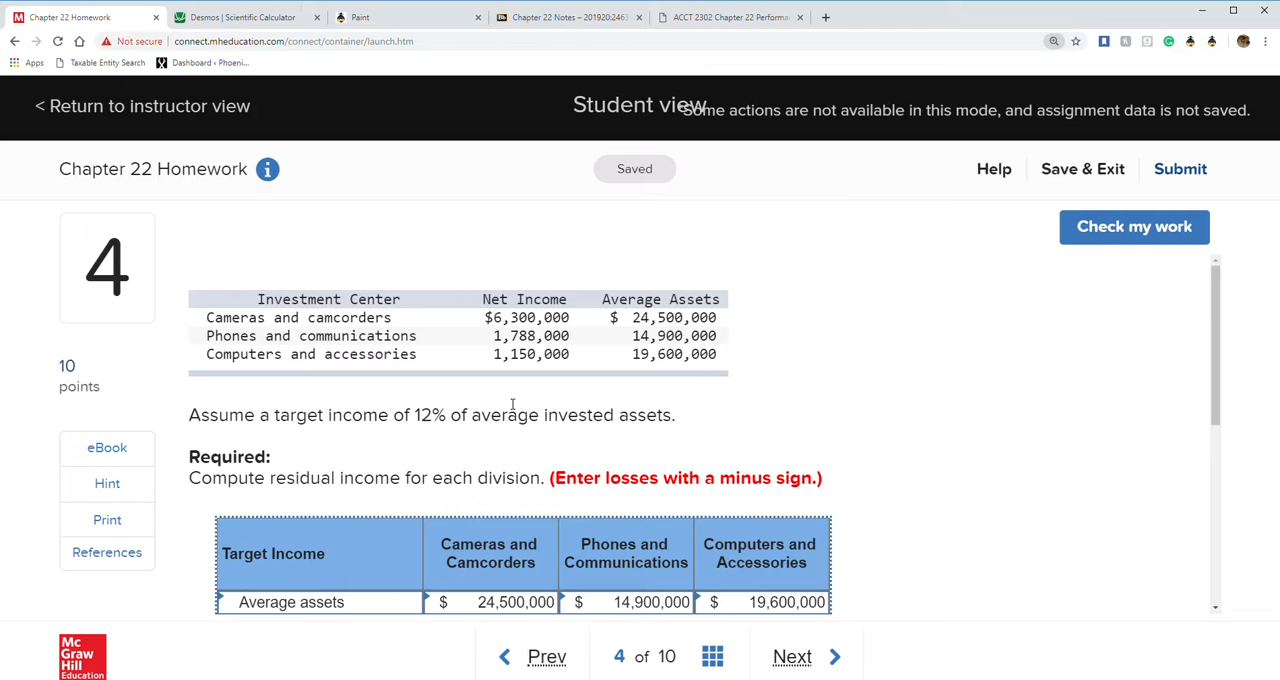 Chapter 22 Homework
Desmos | Scientific Calculator
Paint
Chapter 22 Notes – 201920:2463
ACCT 2302 Chapter 22 Performa
Not secure | connect.mheducation.com/connect/container/launch.htm
Apps Taxable Entity Search Dashboard ‹ Phoeni...
< Return to instructor view
Student view
Some actions are not available in this mode, and assignment data is not saved.
Chapter 22 Homework
Saved
Help Save & Exit Submit
4
Check my work
10
points
eBook
Hint
Print
References
Investment Center Net Income Average Assets
Cameras and camcorders $6,300,000 $ 24,500,000
Phones and communications 1,788,000 14,900,000
Computers and accessories 1,150,000 19,600,000
Assume a target income of 12% of average invested assets.
Required:
Compute residual income for each division. (Enter losses with a minus sign.)
Target Income
Cameras and
Camcorders
Phones and
Communications
Computers and
Accessories
Average assets $ 24,500,000 $ 14,900,000 $ 19,600,000
Mc
Graw
Hill
Education
Prev 4 of 10 Next